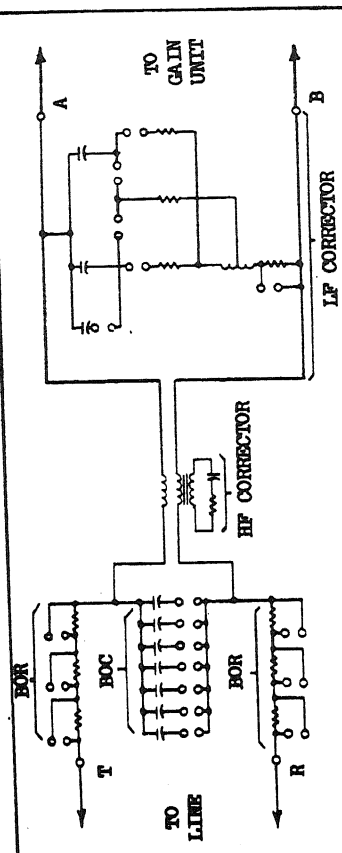 TO
GAIN
UNIT
A
B
LF CORRECTOR
HF CORRECTOR
BOR
BOC
BOR
T
R
TO
LINE